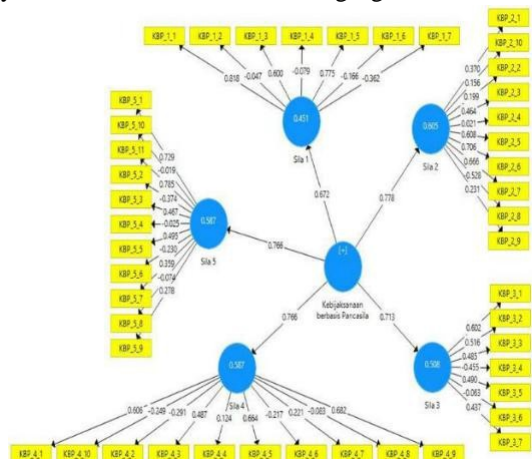 KBP_1_1 KBP_1_2 KBP_1_3 KBP_1_4 KBP_1_5 KBP_1_6 KBP_1_7
0.818 -0.047 0.600 -0.079 0.775 -0.166 -0.362
0.451
Sila 1
KBP_2_1
KBP_2_10
KBP_2_2
KBP_2_3
KBP_2_4
KBP_2_5
KBP_2_6
KBP_2_7
KBP_2_8
KBP_2_9
0.370
0.156
0.199
0.464
0.021
0.608
0.706
0.666
-0.528
0.231
0.605
Sila 2
KBP_5_1
KBP_5_10
KBP_5_11
KBP_5_2
KBP_5_3
KBP_5_4
KBP_5_5
KBP_5_6
KBP_5_7
KBP_5_8
KBP_5_9
0.729
-0.019
0.785
-0.374
0.467
-0.025
0.495
-0.230
0.359
-0.074
0.278
0.587
Sila 5
0.672
0.778
0.766
0.766
0.713
[+]
Kebijaksanaan
berbasis Pancasila
KBP_3_1
KBP_3_2
KBP_3_3
KBP_3_4
KBP_3_5
KBP_3_6
KBP_3_7
0.602
0.516
0.485
-0.455
0.490
-0.063
0.437
0.508
Sila 3
0.587
Sila 4
0.606 -0.249 -0.291 0.487 0.124 0.664 -0.217 0.221 -0.083 0.682
KBP_4_1 KBP_4_10 KBP_4_2 KBP_4_3 KBP_4_4 KBP_4_5 KBP_4_6 KBP_4_7 KBP_4_8 KBP_4_9